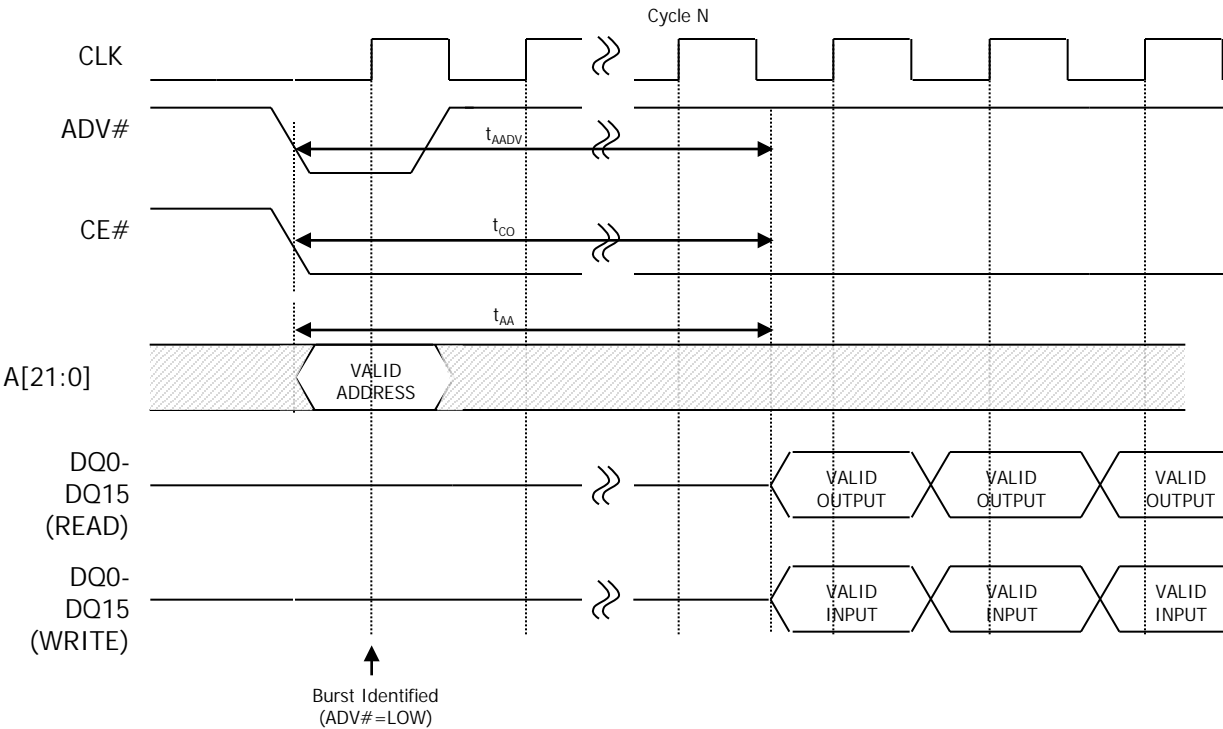 Cycle N
CLK
ADV#
tAADV
CE#
tCO
tAA
A[21:0]
VALID
ADDRESS
DQ0-
DQ15
(READ)
VALID
OUTPUT
VALID
OUTPUT
VALID
OUTPUT
DQ0-
DQ15
(WRITE)
VALID
INPUT
VALID
INPUT
VALID
INPUT
Burst Identified
(ADV#=LOW)